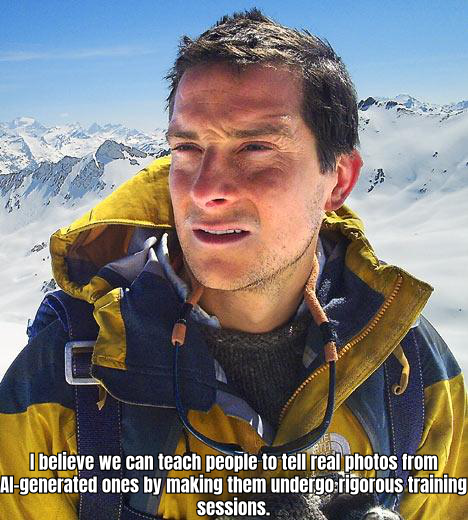 I believe we can teach people to tell real photos from
AI-generated ones by making them undergo rigorous training
sessions.